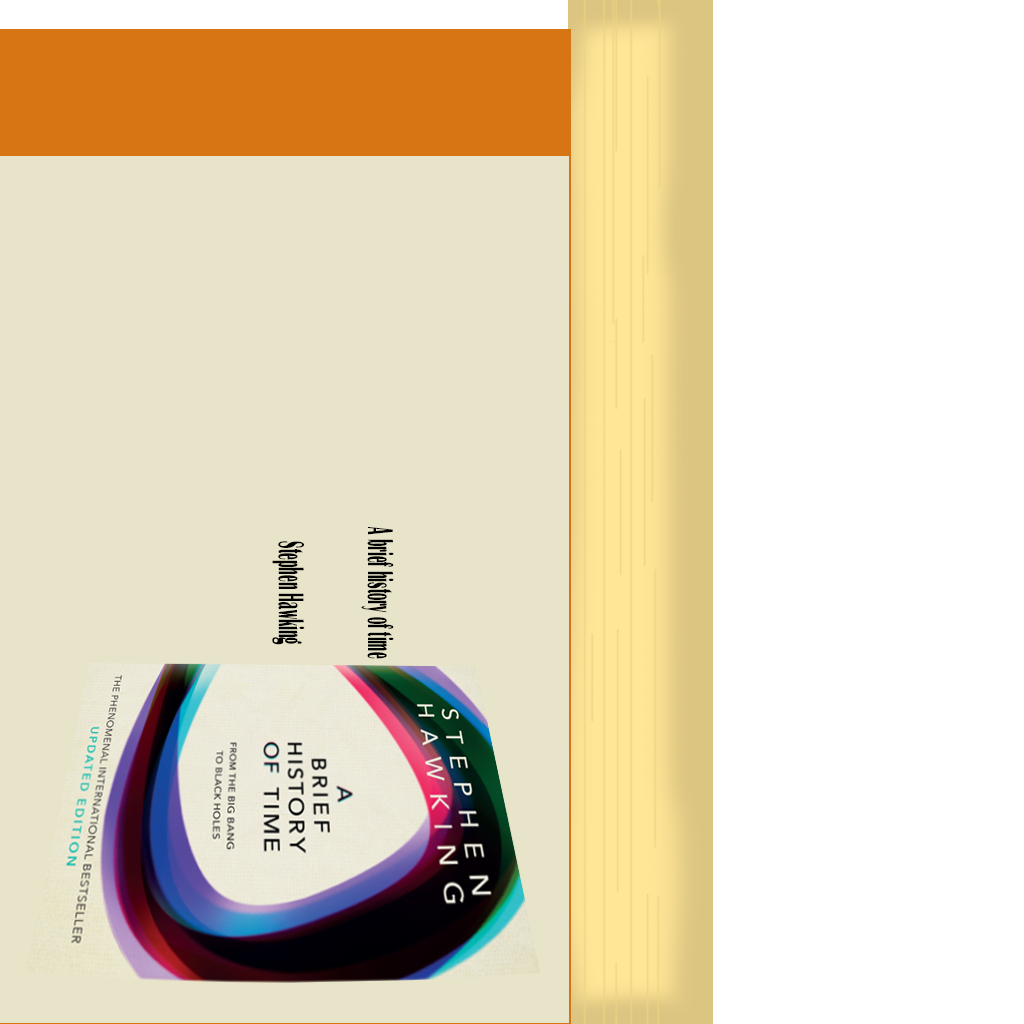 A brief history of time
Stephen Hawking
STEPHEN
HAWKING
A
BRIEF
HISTORY
OF TIME
FROM THE BIG BANG
TO BLACK HOLES
THE PHENOMENAL INTERNATIONAL BESTSELLER
UPDATED EDITION